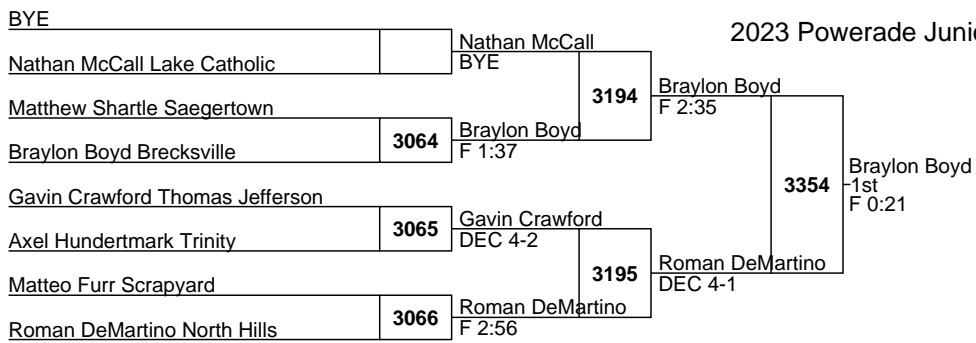 BYE
2023 Powerade Junio
Nathan McCall
Nathan McCall Lake Catholic
BYE
3194
Braylon Boyd
Matthew Shartle Saegertown
F 2:35
3064
Braylon Boyd
Braylon Boyd Brecksville
F 1:37
3354
Braylon Boyd
1st
F 0:21
Gavin Crawford Thomas Jefferson
3065
Gavin Crawford
Axel Hundertmark Trinity
DEC 4-2
3195
Roman DeMartino
Matteo Furr Scrapyard
DEC 4-1
3066
Roman DeMartino
Roman DeMartino North Hills
F 2:56